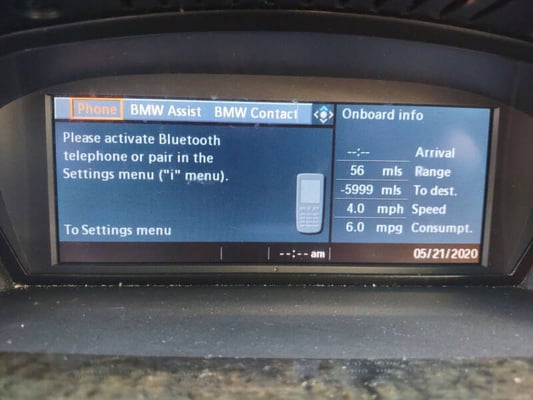 Phone BMW Assist BMW Contact
Please activate Bluetooth
telephone or pair in the
Settings menu ("i" menu).
To Settings menu
Onboard info
--:-- Arrival
56 mls Range
-5999 mls To dest.
4.0 mph Speed
6.0 mpg Consumpt.
--:-- am 05/21/2020